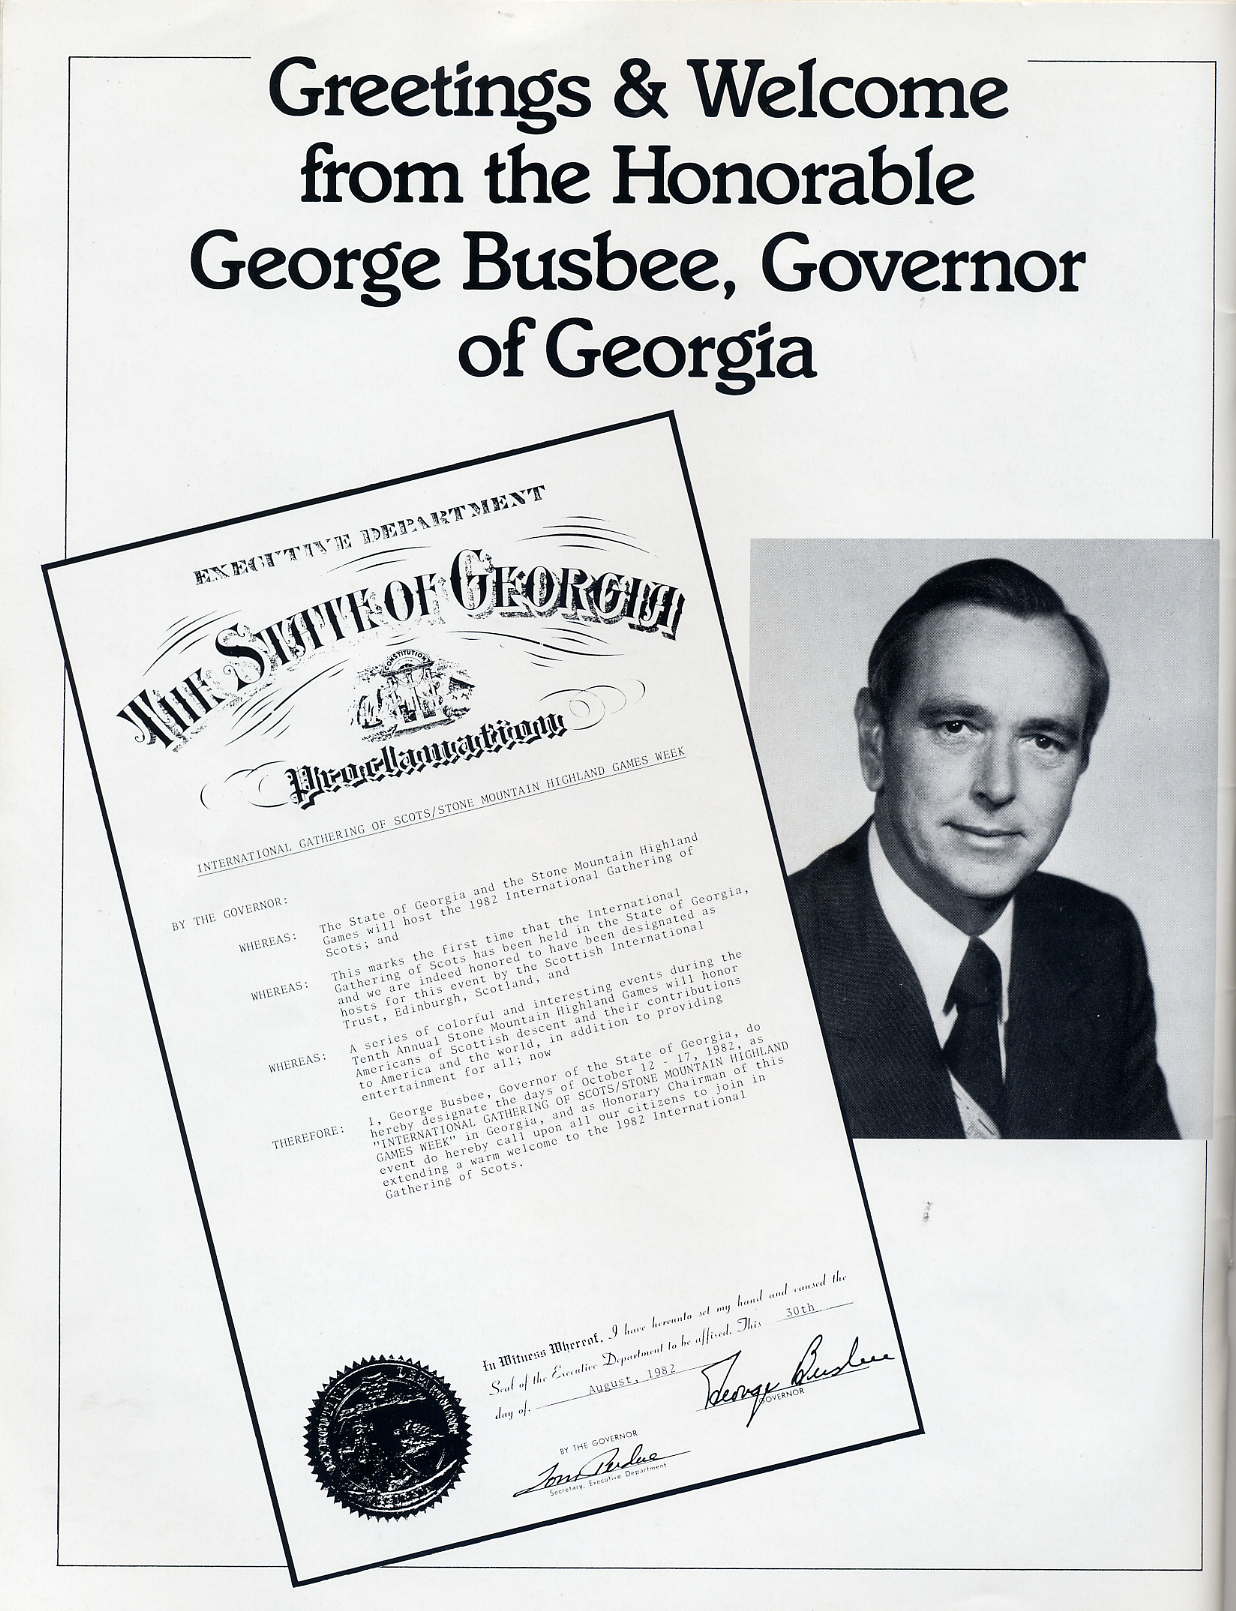 Greetings & Welcome
from the Honorable
George Busbee, Governor
of Georgia
EXECUTIVE DEPARTMENT
THE STATE OF GEORGIA
CONSTITUTION
Proclamation
INTERNATIONAL GATHERING OF SCOTS/STONE MOUNTAIN HIGHLAND GAMES WEEK
BY THE GOVERNOR:
WHEREAS: The State of Georgia and the Stone Mountain Highland
Games will host the 1982 International Gathering of
Scots; and
WHEREAS: This marks the first time that the International
Gathering of Scots has been held in the State of Georgia,
and we are indeed honored to have been designated as
hosts for this event by the Scottish International
Trust, Edinburgh, Scotland, and
WHEREAS: A series of colorful and interesting events during the
Tenth Annual Stone Mountain Highland Games will honor
Americans of Scottish descent and their contributions
to America and the world, in addition to providing
entertainment for all; now
THEREFORE: I, George Busbee, Governor of the State of Georgia, do
hereby designate the days of October 12 - 17, 1982, as
"INTERNATIONAL GATHERING OF SCOTS/STONE MOUNTAIN HIGHLAND
GAMES WEEK" in Georgia, and as Honorary Chairman of this
event do hereby call upon all our citizens to join in
extending a warm welcome to the 1982 International
Gathering of Scots.
In Witness Whereof, I have hereunto set my hand and caused the
Seal of the Executive Department to be affixed. This 30th
day of, August, 1982
George Busbee
GOVERNOR
BY THE GOVERNOR
Tom Perdue
Secretary, Executive Department